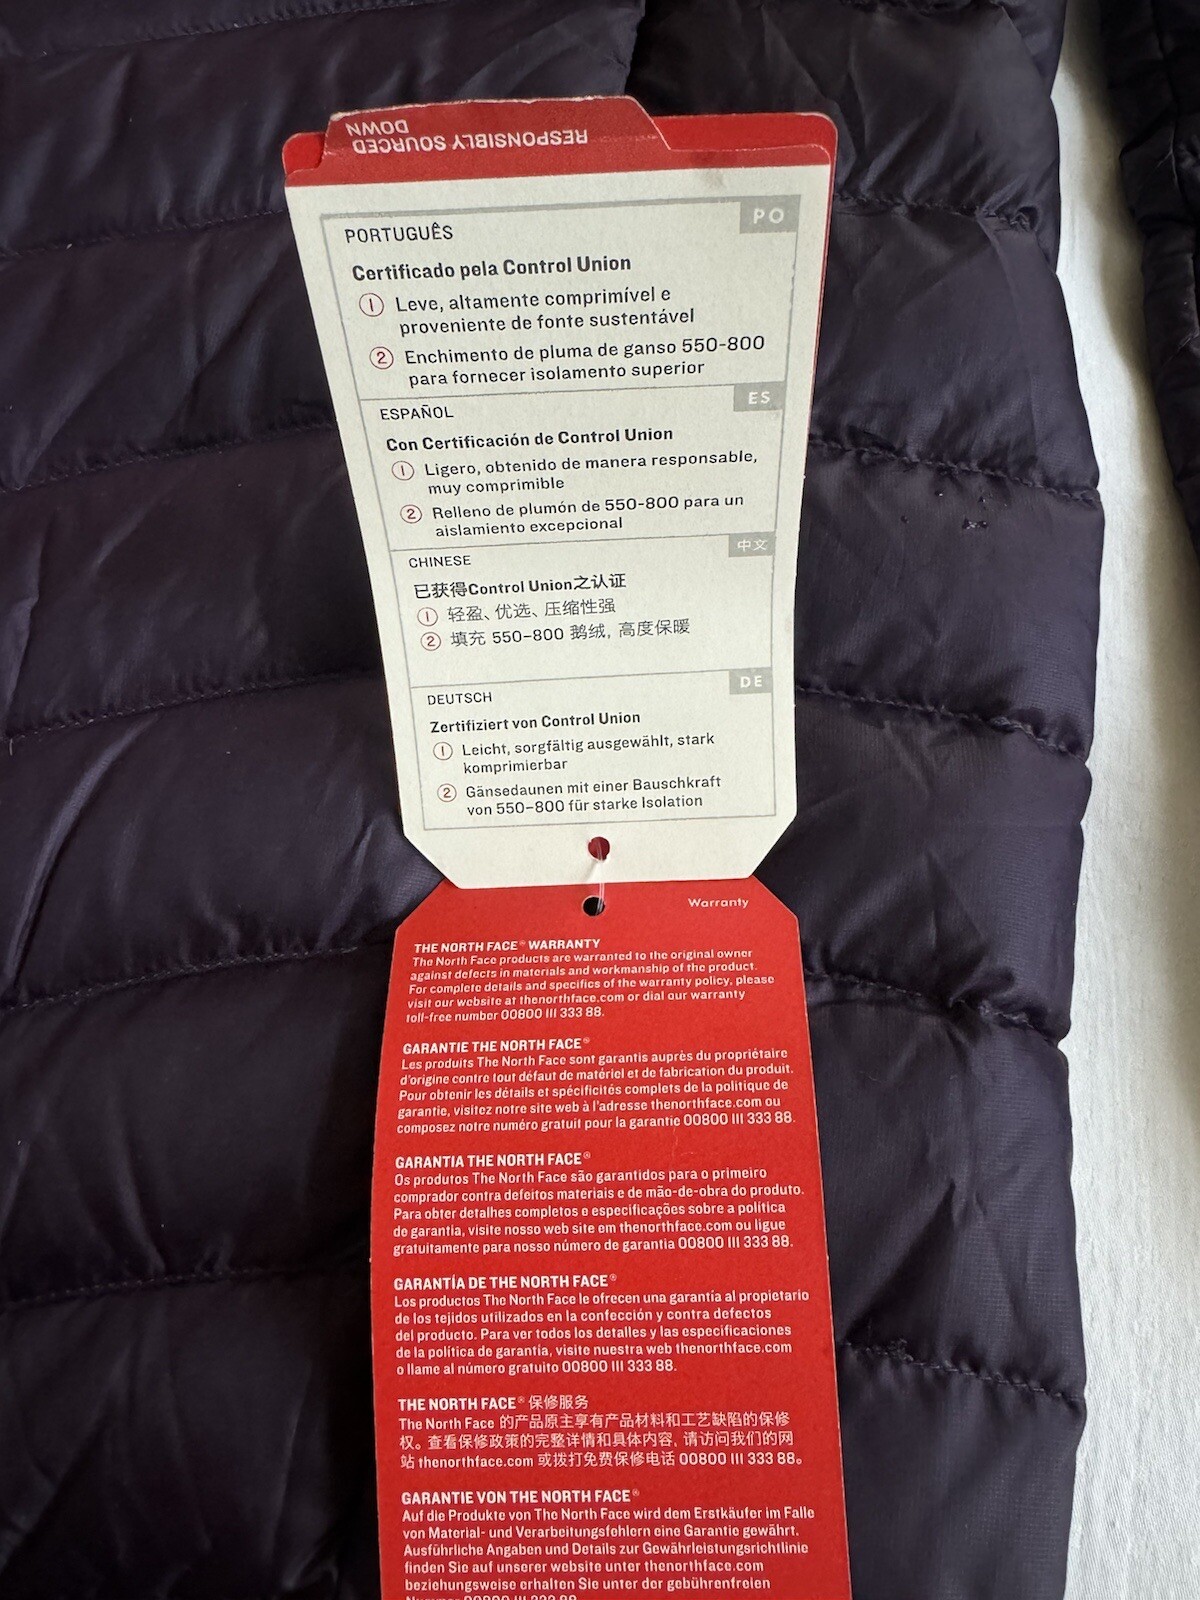 RESPONSIBLY SOURCED
DOWN
PO
PORTUGUÊS
Certificado pela Control Union
1 Leve, altamente comprimível e
proveniente de fonte sustentável
2 Enchimento de pluma de ganso 550-800
para fornecer isolamento superior
ES
ESPAÑOL
Con Certificación de Control Union
1 Ligero, obtenido de manera responsable,
muy comprimible
2 Relleno de plumón de 550-800 para un
aislamiento excepcional
中文
CHINESE
已获得Control Union之认证
1 轻盈、优选、压缩性强
2 填充 550-800 鹅绒, 高度保暖
DE
DEUTSCH
Zertifiziert von Control Union
1 Leicht, sorgfältig ausgewählt, stark
komprimierbar
2 Gänsedaunen mit einer Bauschkraft
von 550-800 für starke Isolation
Warranty
THE NORTH FACE® WARRANTY
The North Face products are warranted to the original owner
against defects in materials and workmanship of the product.
For complete details and specifics of the warranty policy, please
visit our website at thenorthface.com or dial our warranty
toll-free number 00800 111 333 88.
GARANTIE THE NORTH FACE®
Les produits The North Face sont garantis auprès du propriétaire
d'origine contre tout défaut de matériel et de fabrication du produit.
Pour obtenir les détails et spécificités complets de la politique de
garantie, visitez notre site web à l'adresse thenorthface.com ou
composez notre numéro gratuit pour la garantie 00800 111 333 88.
GARANTIA THE NORTH FACE®
Os produtos The North Face são garantidos para o primeiro
comprador contra defeitos materiais e de mão-de-obra do produto.
Para obter detalhes completos e especificações sobre a política
de garantia, visite nosso web site em thenorthface.com ou ligue
gratuitamente para nosso número de garantia 00800 111 333 88.
GARANTÍA DE THE NORTH FACE®
Los productos The North Face le ofrecen una garantía al propietario
de los tejidos utilizados en la confección y contra defectos
del producto. Para ver todos los detalles y las especificaciones
de la política de garantía, visite nuestra web thenorthface.com
o llame al número gratuito 00800 111 333 88.
THE NORTH FACE® 保修服务
The North Face 的产品原主享有产品材料和工艺缺陷的保修
权。查看保修政策的完整详情和具体内容, 请访问我们的网
站 thenorthface.com 或拨打免费保修电话 00800 111 333 88。
GARANTIE VON THE NORTH FACE®
Auf die Produkte von The North Face wird dem Erstkäufer im Falle
von Material- und Verarbeitungsfehlern eine Garantie gewährt.
Ausführliche Angaben und Details zur Gewährleistungsrichtlinie
finden Sie auf unserer website unter thenorthface.com
beziehungsweise erhalten Sie unter der gebührenfreien